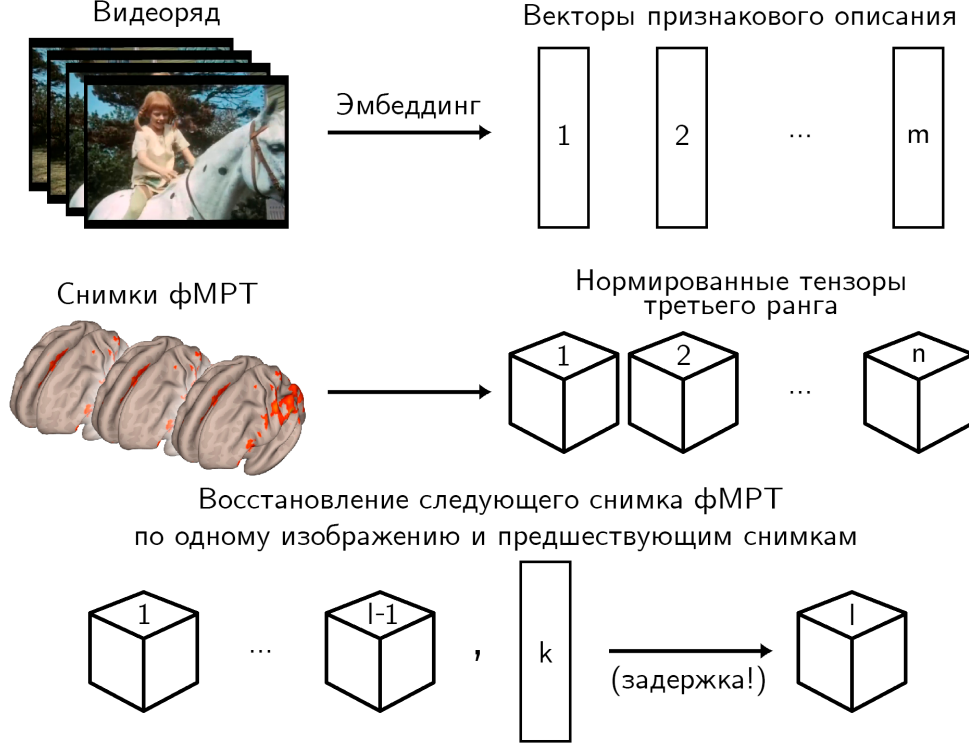 Видеоряд
Векторы признакового описания
Эмбеддинг
1
2
...
m
Снимки фМРТ
Нормированные тензоры
третьего ранга
1
2
...
n
Восстановление следующего снимка фМРТ
по одному изображению и предшествующим снимкам
1
...
l-1
,
k
(задержка!)
l